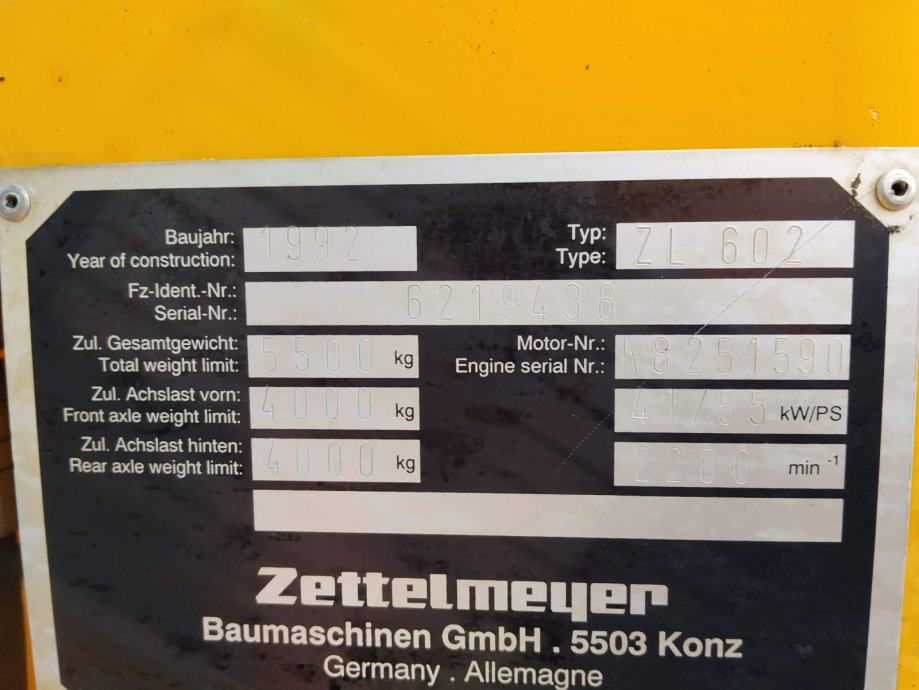 Baujahr: 1992 Typ: ZL 602
Year of construction: Type:
Fz-Ident.-Nr.: 6219436
Serial-Nr.:
Zul. Gesamtgewicht: 5500 kg Motor-Nr.: K8251590
Total weight limit: Engine serial Nr.:
Zul. Achslast vorn: 4000 kg 41/55 kW/PS
Front axle weight limit:
Zul. Achslast hinten: 4000 kg 2200 min -1
Rear axle weight limit:
Zettelmeyer
Baumaschinen GmbH . 5503 Konz
Germany . Allemagne